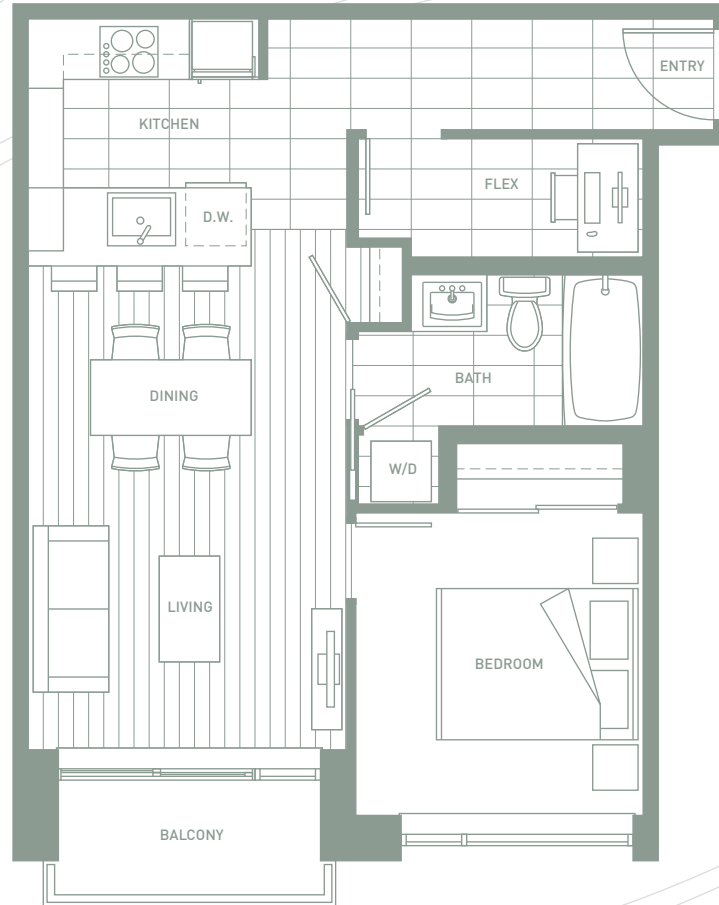 ENTRY
KITCHEN
FLEX
D.W.
BATH
DINING
W/D
LIVING
BEDROOM
BALCONY